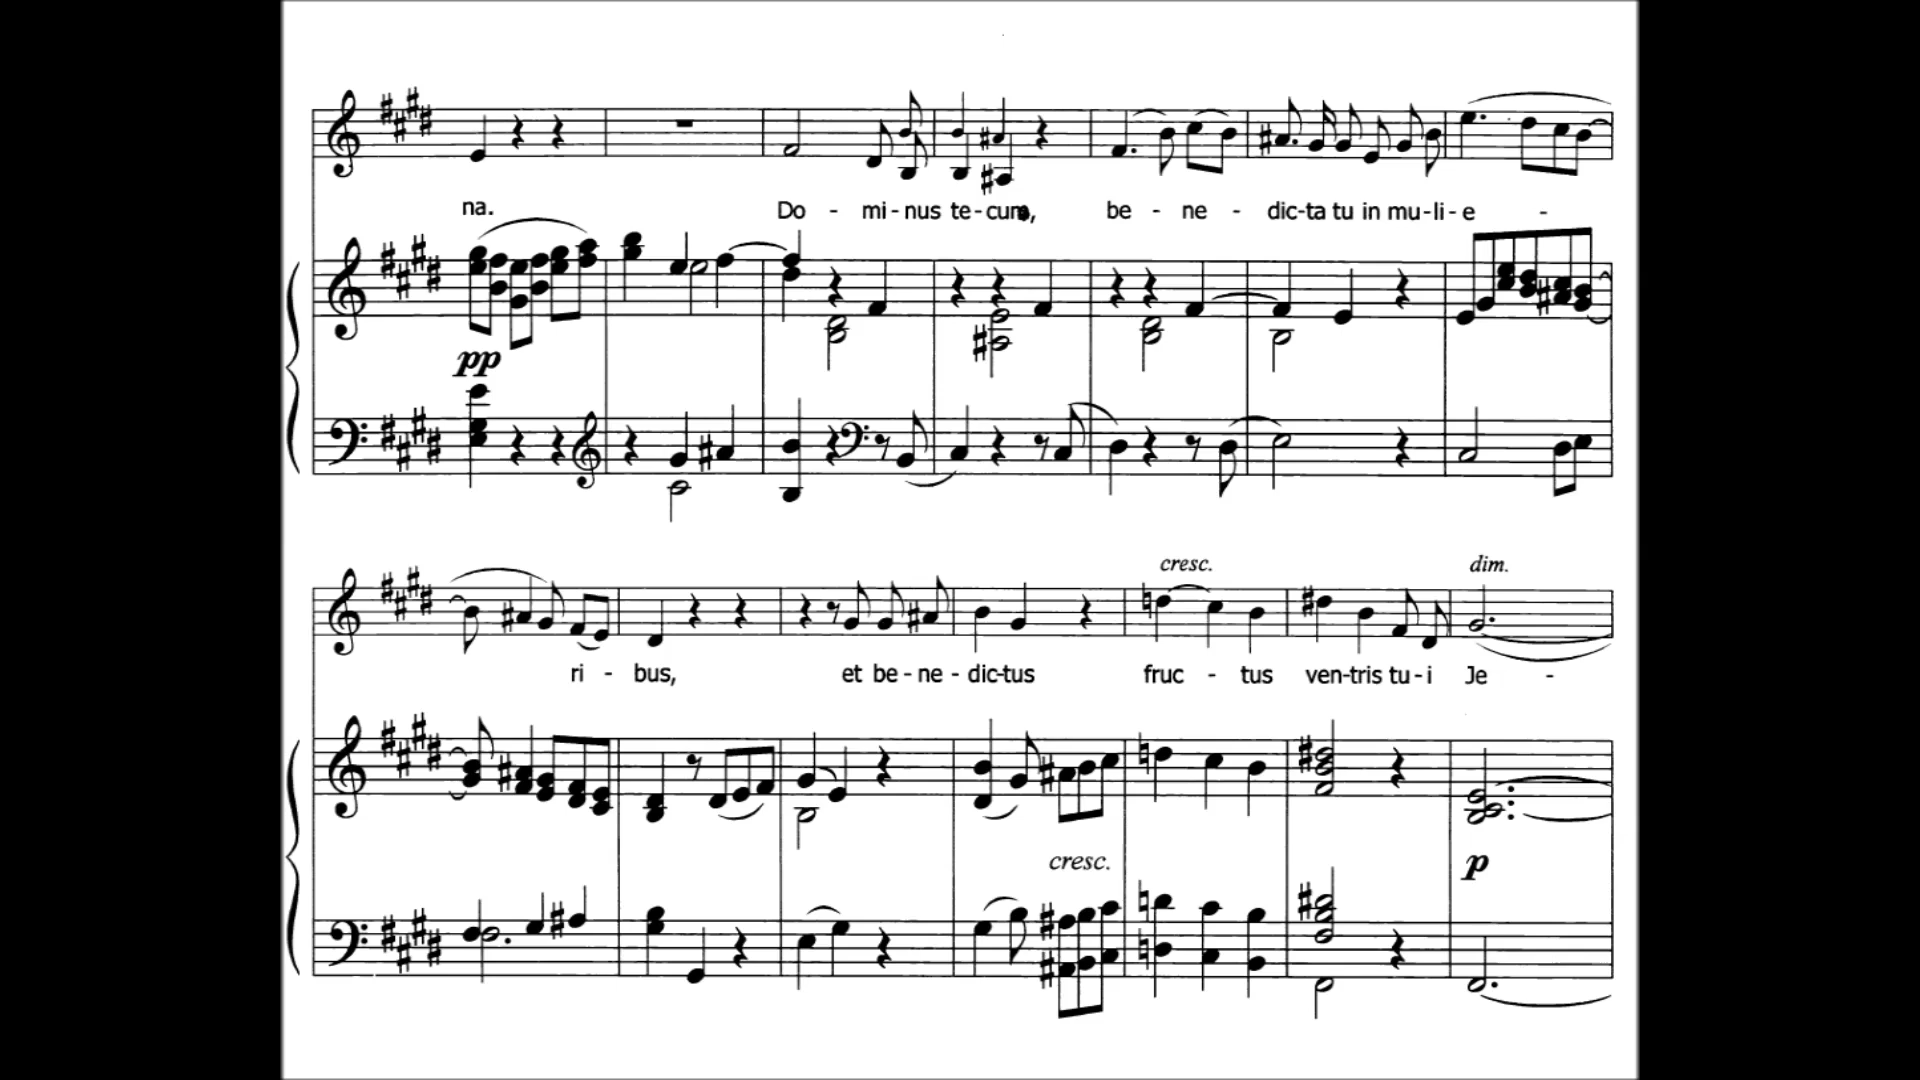 na. Do - mi - nus te - cum, be - ne - dic-ta tu in mu-li-e -
pp
cresc. dim.
ri - bus, et be - ne - dic-tus fruc - tus ven-tris tu-i Je -
cresc. p